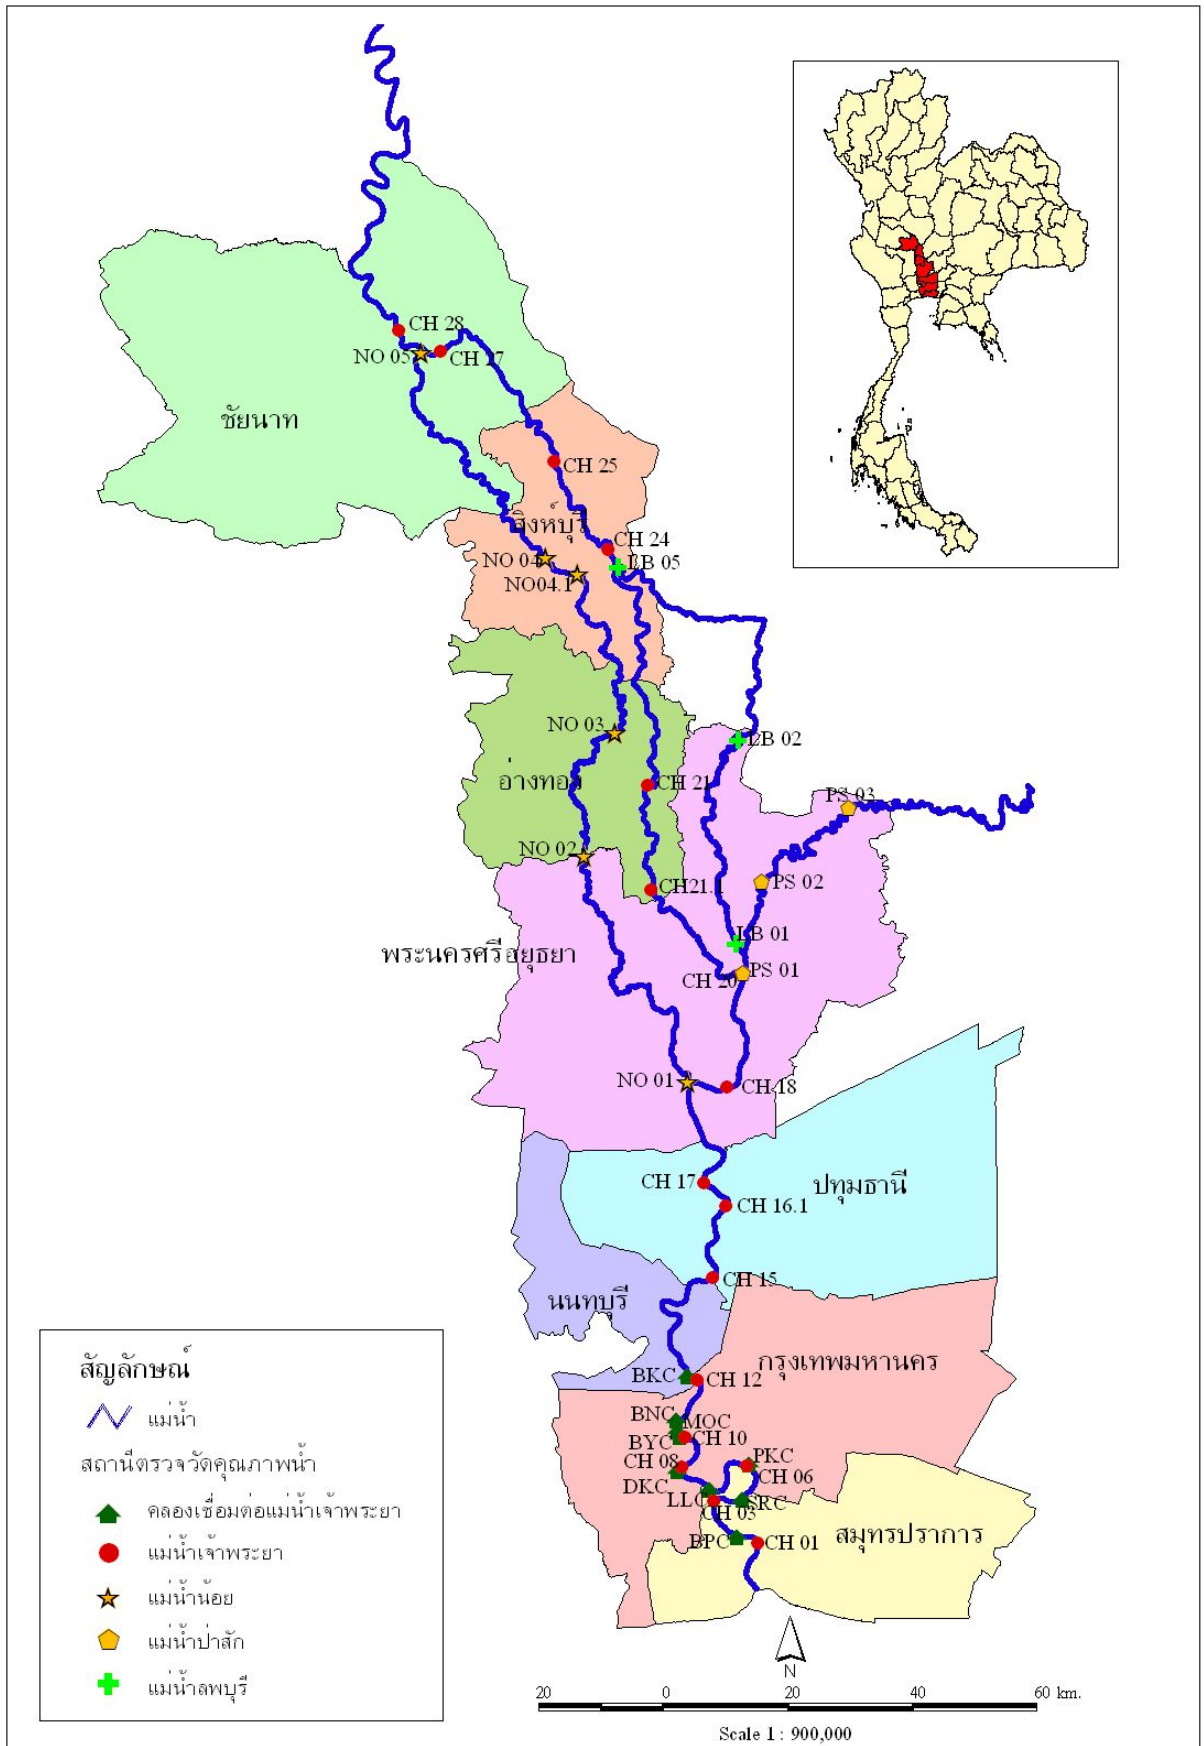 CH 28
NO 05
CH 27
ชัยนาท
CH 25
สิงห์บุรี
CH 24
NO 04
LB 05
NO04.1
NO 03
LB 02
อ่างทอง
CH 21
PS 03
NO 02
CH21.1
PS 02
LB 01
พระนครศรีอยุธยา
CH 20
PS 01
NO 01
CH 18
CH 17
ปทุมธานี
CH 16.1
CH 15
นนทบุรี
กรุงเทพมหานคร
BKC
CH 12
BNC
MOC
BYC
CH 10
CH 08
PKC
CH 06
DKC
LLC
SRC
CH 03
สมุทรปราการ
BPC
CH 01
สัญลักษณ์
แม่น้ำ
สถานีตรวจวัดคุณภาพน้ำ
คลองเชื่อมต่อแม่น้ำเจ้าพระยา
แม่น้ำเจ้าพระยา
แม่น้ำน้อย
แม่น้ำป่าสัก
แม่น้ำลพบุรี
N
20 0 20 40 60 km.
Scale 1 : 900,000